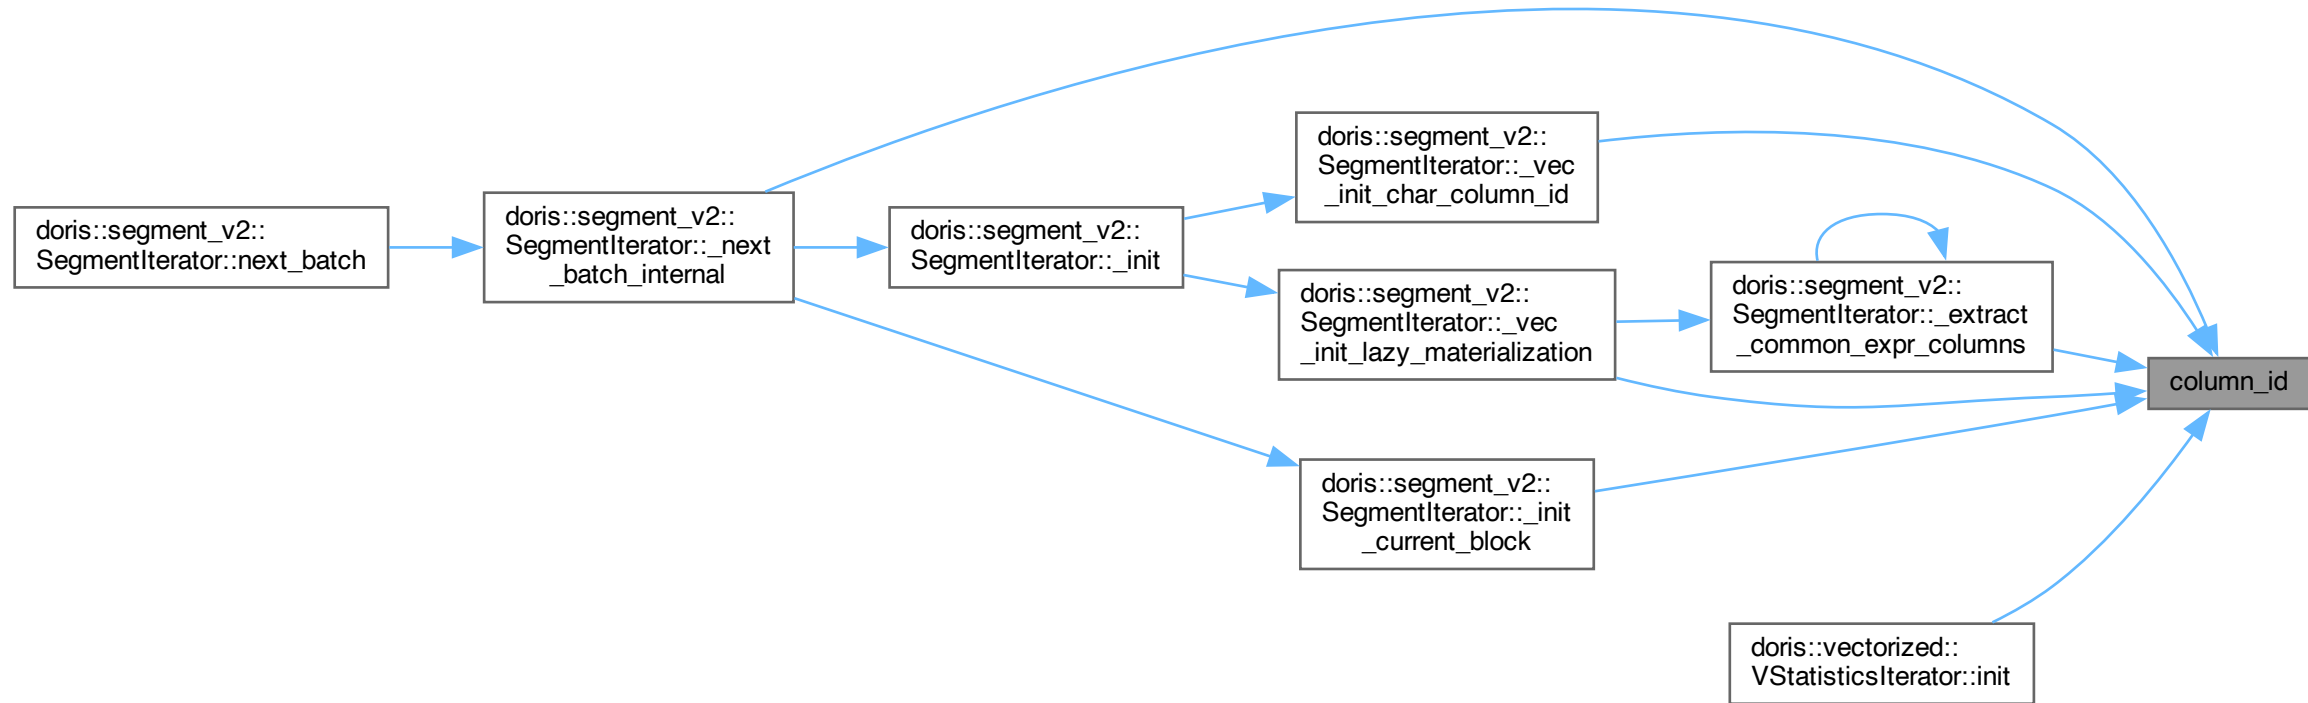 doris::segment_v2::
SegmentIterator::next_batch
doris::segment_v2::
SegmentIterator::_next
_batch_internal
doris::segment_v2::
SegmentIterator::_init
doris::segment_v2::
SegmentIterator::_vec
_init_char_column_id
doris::segment_v2::
SegmentIterator::_vec
_init_lazy_materialization
doris::segment_v2::
SegmentIterator::_extract
_common_expr_columns
column_id
doris::segment_v2::
SegmentIterator::_init
_current_block
doris::vectorized::
VStatisticsIterator::init